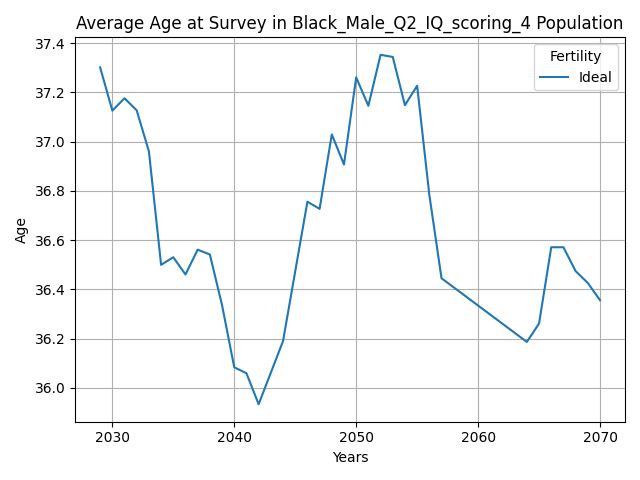 Average Age at Survey in Black_Male_Q2_IQ_scoring_4 Population
37.4
37.2
37.0
36.8
36.6
36.4
36.2
36.0
Age
Fertility
Ideal
2030 2040 2050 2060 2070
Years